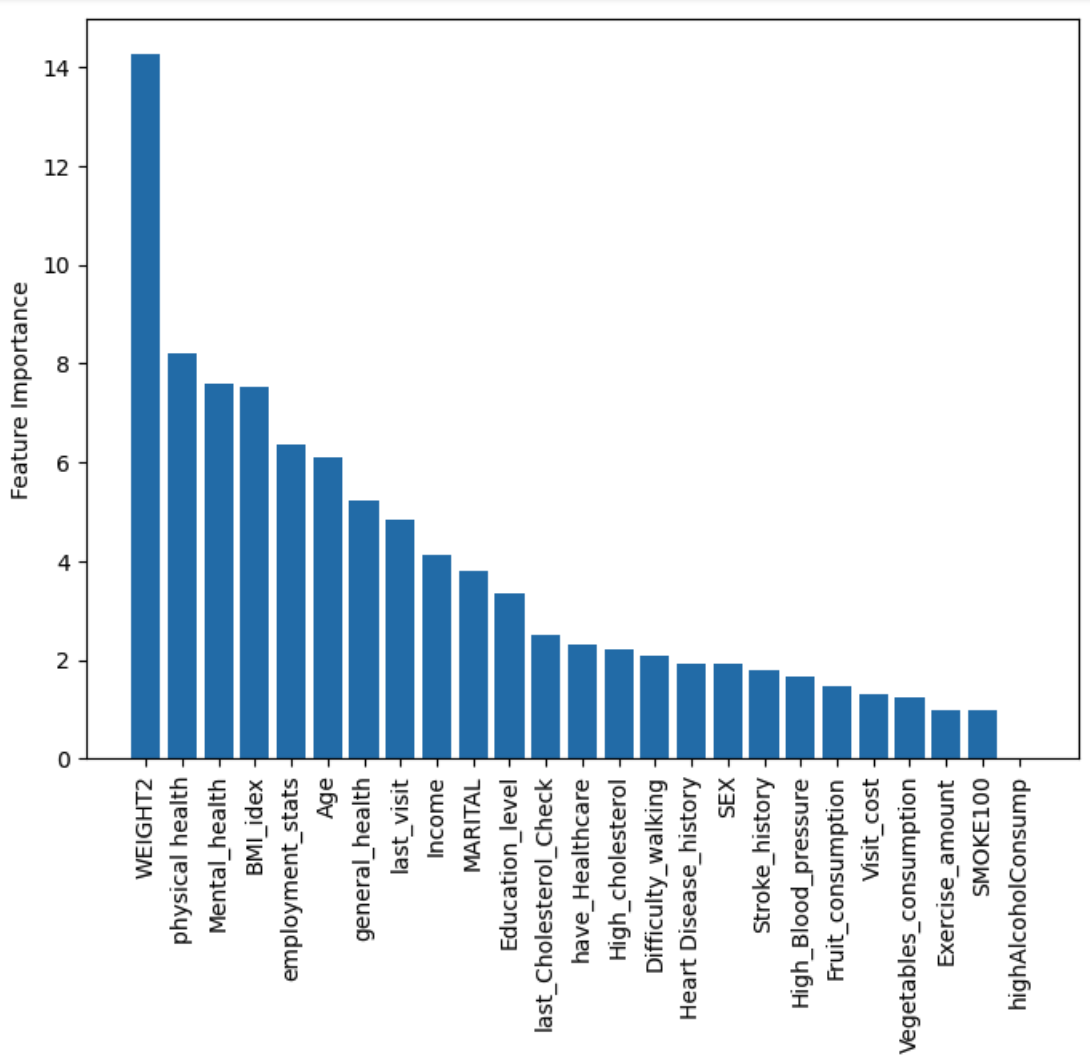 Feature Importance
14
12
10
8
6
4
2
0
WEIGHT2
physical health
Mental_health
BMI_idex
employment_stats
Age
general_health
last_visit
Income
MARITAL
Education_level
last_Cholesterol_Check
have_Healthcare
High_cholesterol
Difficulty_walking
Heart Disease_history
SEX
Stroke_history
High_Blood_pressure
Fruit_consumption
Visit_cost
Vegetables_consumption
Exercise_amount
SMOKE100
highAlcoholConsump